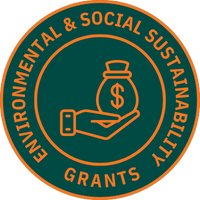 ENVIRONMENTAL & SOCIAL SUSTAINABILITY
$
GRANTS